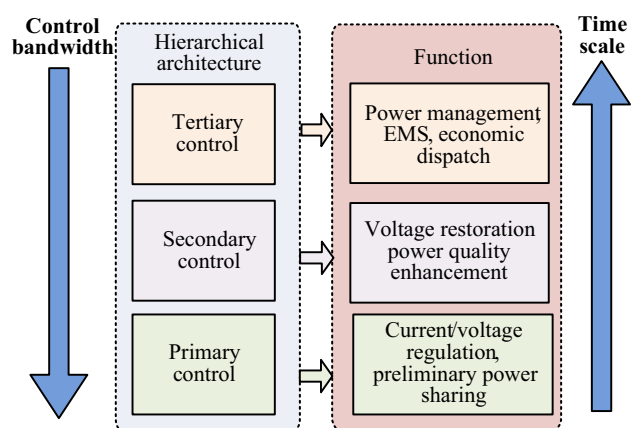 Control
bandwidth
Hierarchical
architecture
Function
Time
scale
Tertiary
control
Power management,
EMS, economic
dispatch
Secondary
control
Voltage restoration
power quality
enhancement
Primary
control
Current/voltage
regulation,
preliminary power
sharing